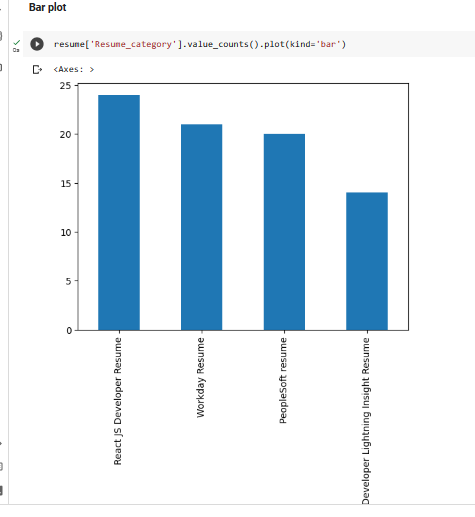 Bar plot
resume['Resume_category'].value_counts().plot(kind='bar')
0s
<Axes: >
25
20
15
10
5
0
React JS Developer Resume
Workday Resume
PeopleSoft resume
Developer Lightning Insight Resume